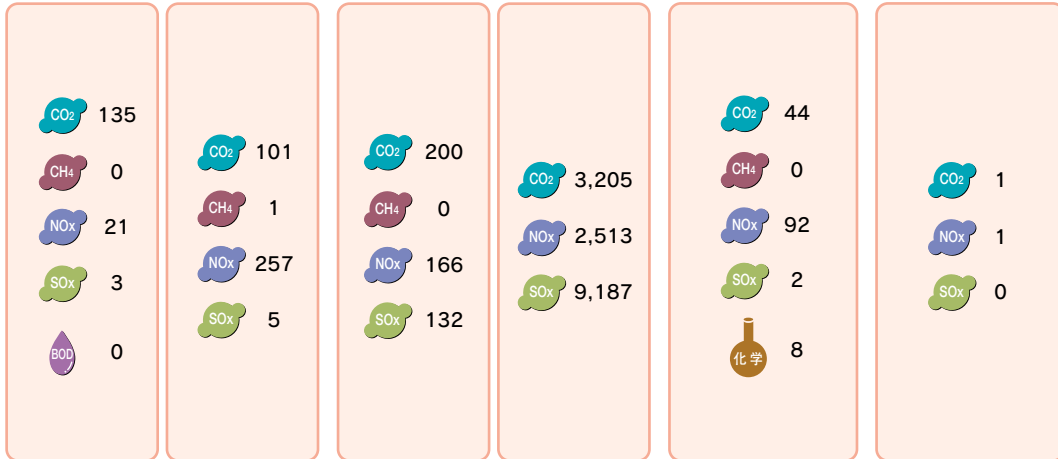 CO₂ 135
CH₄ 0
NOx 21
SOx 3
BOD 0
CO₂ 101
CH₄ 1
NOx 257
SOx 5
CO₂ 200
CH₄ 0
NOx 166
SOx 132
CO₂ 3,205
NOx 2,513
SOx 9,187
CO₂ 44
CH₄ 0
NOx 92
SOx 2
化学 8
CO₂ 1
NOx 1
SOx 0